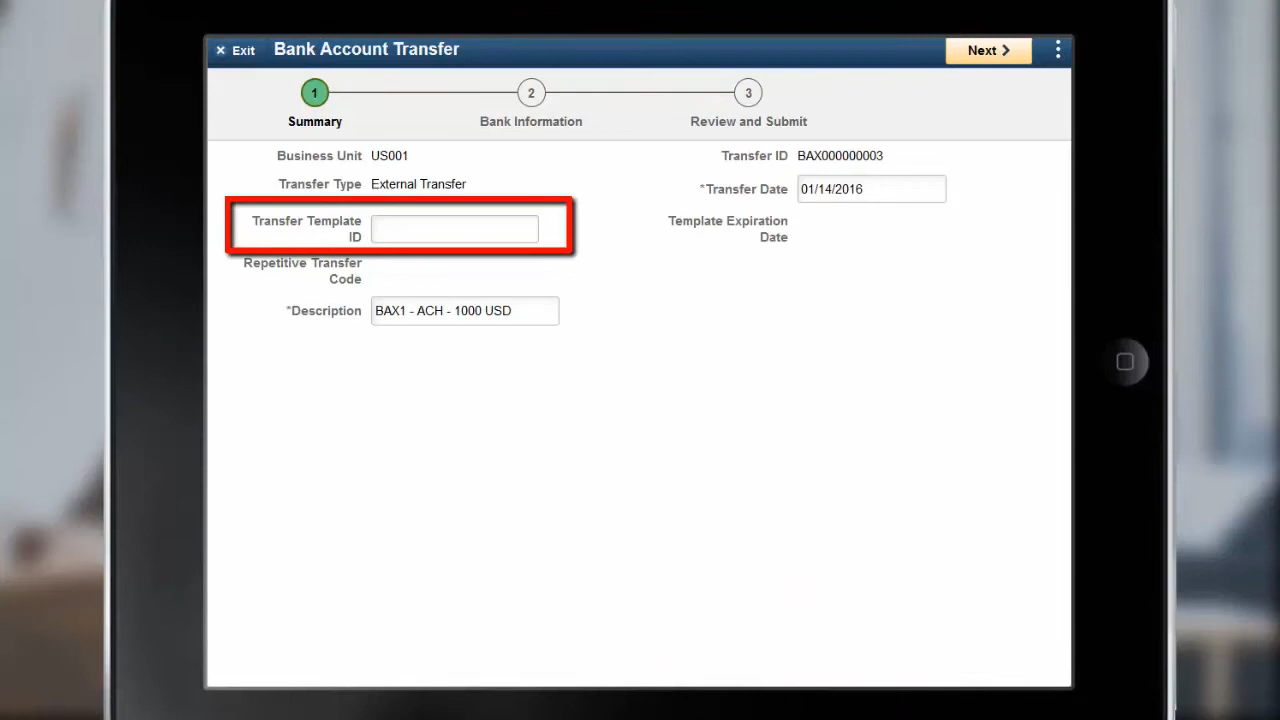 × Exit Bank Account Transfer Next >
1 2 3
Summary Bank Information Review and Submit
Business Unit US001 Transfer ID BAX000000003
Transfer Type External Transfer *Transfer Date 01/14/2016
Transfer Template
ID
Template Expiration
Date
Repetitive Transfer
Code
*Description BAX1 - ACH - 1000 USD